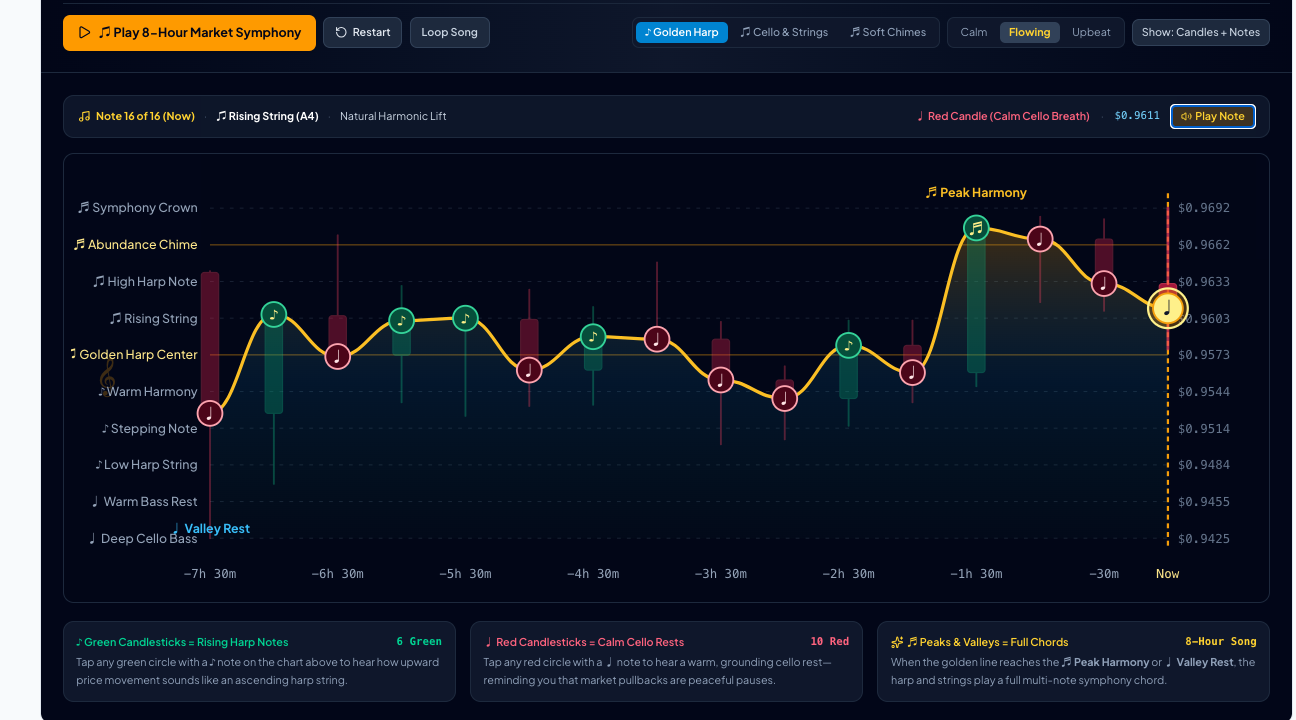 ♫ Play 8-Hour Market Symphony
Restart
Loop Song
♪ Golden Harp
♫ Cello & Strings
♬ Soft Chimes
Calm
Flowing
Upbeat
Show: Candles + Notes
Note 16 of 16 (Now) · ♫ Rising String (A4) · Natural Harmonic Lift
♩ Red Candle (Calm Cello Breath) · $0.9611
Play Note
♬ Peak Harmony
♬ Symphony Crown $0.9692
♬ Abundance Chime $0.9662
♫ High Harp Note $0.9633
♫ Rising String $0.9603
♫ Golden Harp Center $0.9573
♪ Warm Harmony $0.9544
♪ Stepping Note $0.9514
♪ Low Harp String $0.9484
♩ Warm Bass Rest $0.9455
♩ Valley Rest
♩ Deep Cello Bass $0.9425
−7h 30m −6h 30m −5h 30m −4h 30m −3h 30m −2h 30m −1h 30m −30m Now
♪ Green Candlesticks = Rising Harp Notes 6 Green
Tap any green circle with a ♪ note on the chart above to hear how upward
price movement sounds like an ascending harp string.
♩ Red Candlesticks = Calm Cello Rests 10 Red
Tap any red circle with a ♩ note to hear a warm, grounding cello rest—
reminding you that market pullbacks are peaceful pauses.
♬ Peaks & Valleys = Full Chords 8-Hour Song
When the golden line reaches the ♬ Peak Harmony or ♩ Valley Rest, the
harp and strings play a full multi-note symphony chord.